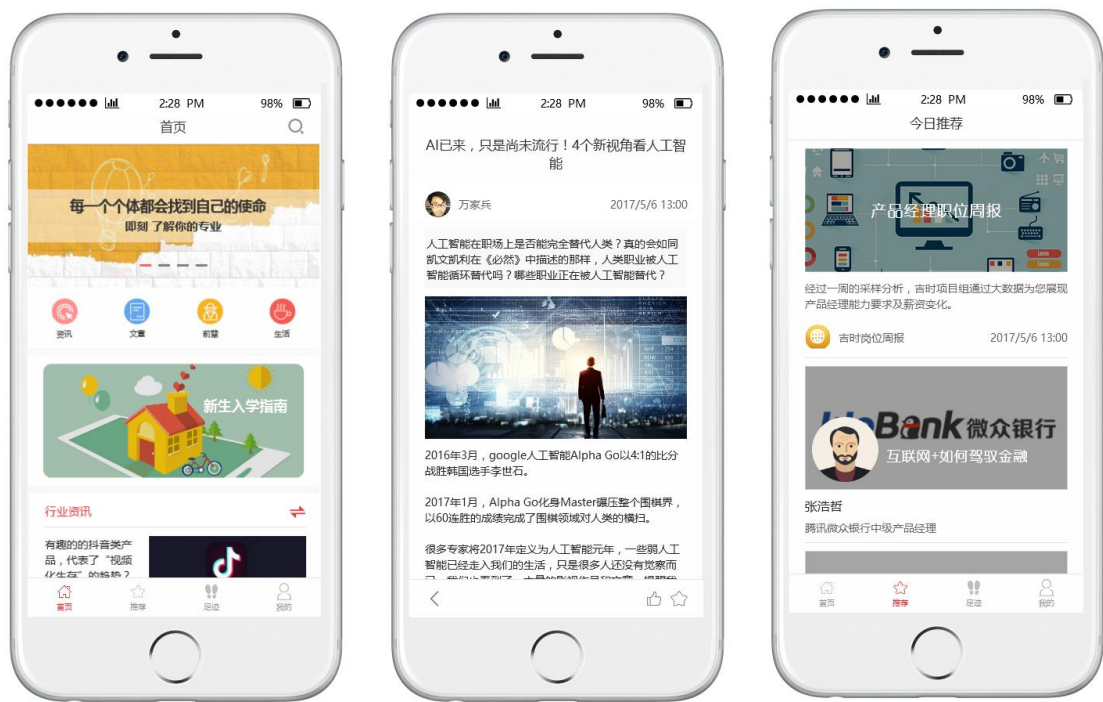 2:28 PM
98%
首页
每一个个体都会找到自己的使命
即刻 了解你的专业
资讯
文章
前辈
生活
新生入学指南
行业资讯
有趣的的抖音类产
品，代表了“视频
化生存”的趋势？
首页
推荐
足迹
我的
2:28 PM
98%
AI已来，只是尚未流行！4个新视角看人工智
能
万家兵
2017/5/6 13:00
人工智能在职场上是否能完全替代人类？真的会如同
凯文凯利在《必然》中描述的那样，人类职业被人工
智能循环替代吗？哪些职业正在被人工智能替代？
2016年3月，google人工智能Alpha Go以4:1的比分
战胜韩国选手李世石。
2017年1月，Alpha Go化身Master碾压整个围棋界，
以60连胜的成绩完成了围棋领域对人类的横扫。
很多专家将2017年定义为人工智能元年，一些弱人工
智能已经走入我们的生活，只是很多人还没有觉察而
2:28 PM
98%
今日推荐
产品经理职位周报
Love
经过一周的采样分析，吉时项目组通过大数据为您展现
产品经理能力要求及薪资变化。
吉时岗位周报
2017/5/6 13:00
Bank 微众银行
互联网+如何驾驭金融
张浩哲
腾讯微众银行中级产品经理
首页
推荐
足迹
我的